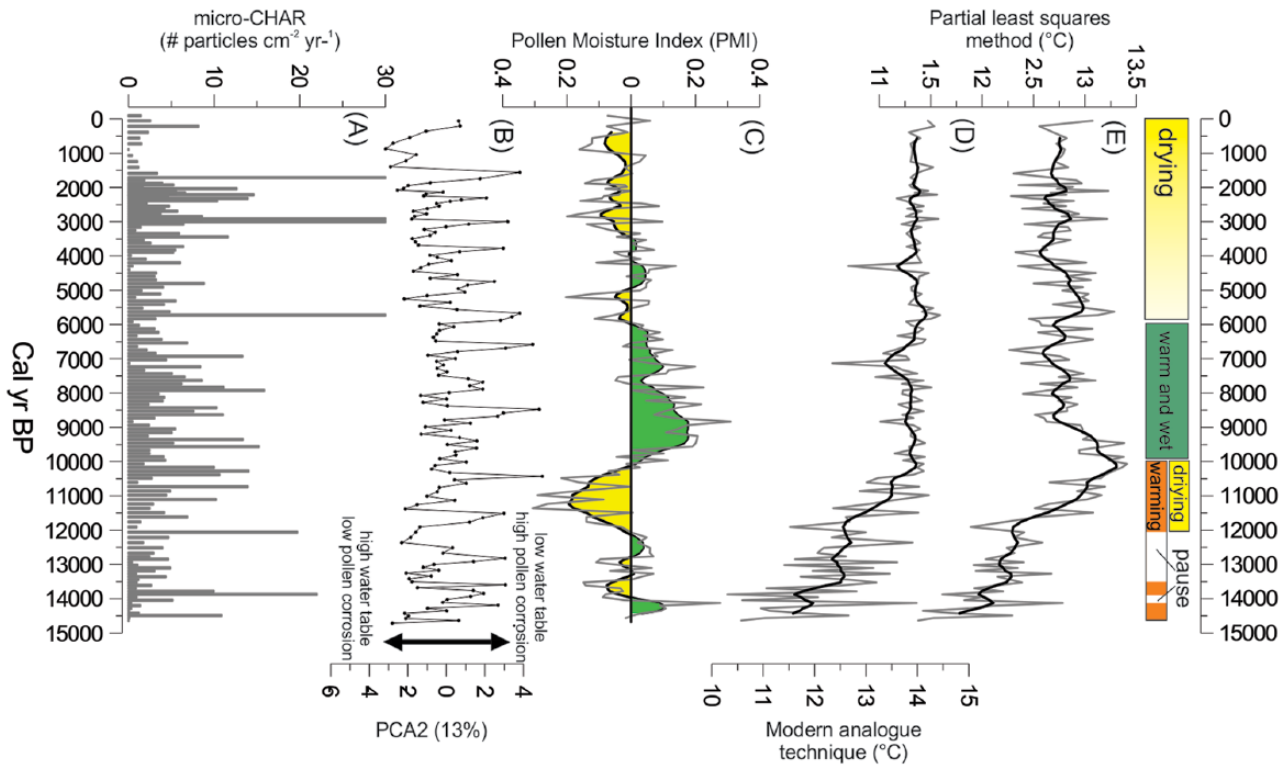 micro-CHAR
(# particles cm-2 yr-1)
0
10
20
30
(A)
Pollen Moisture Index (PMI)
0.4
0.2
0
0.2
0.4
(B)
(C)
Partial least squares
method (°C)
11
1.5
12
2.5
13
13.5
(D)
(E)
0
1000
2000
3000
4000
5000
6000
7000
8000
9000
10000
11000
12000
13000
14000
15000
Cal yr BP
drying
warm and wet
driying
warming
pause
0
1000
2000
3000
4000
5000
6000
7000
8000
9000
10000
11000
12000
13000
14000
15000
high water table
low pollen corrosion
low water table
high pollen corrosion
6
4
2
0
2
4
PCA2 (13%)
10
11
12
13
14
15
Modern analogue
technique (°C)